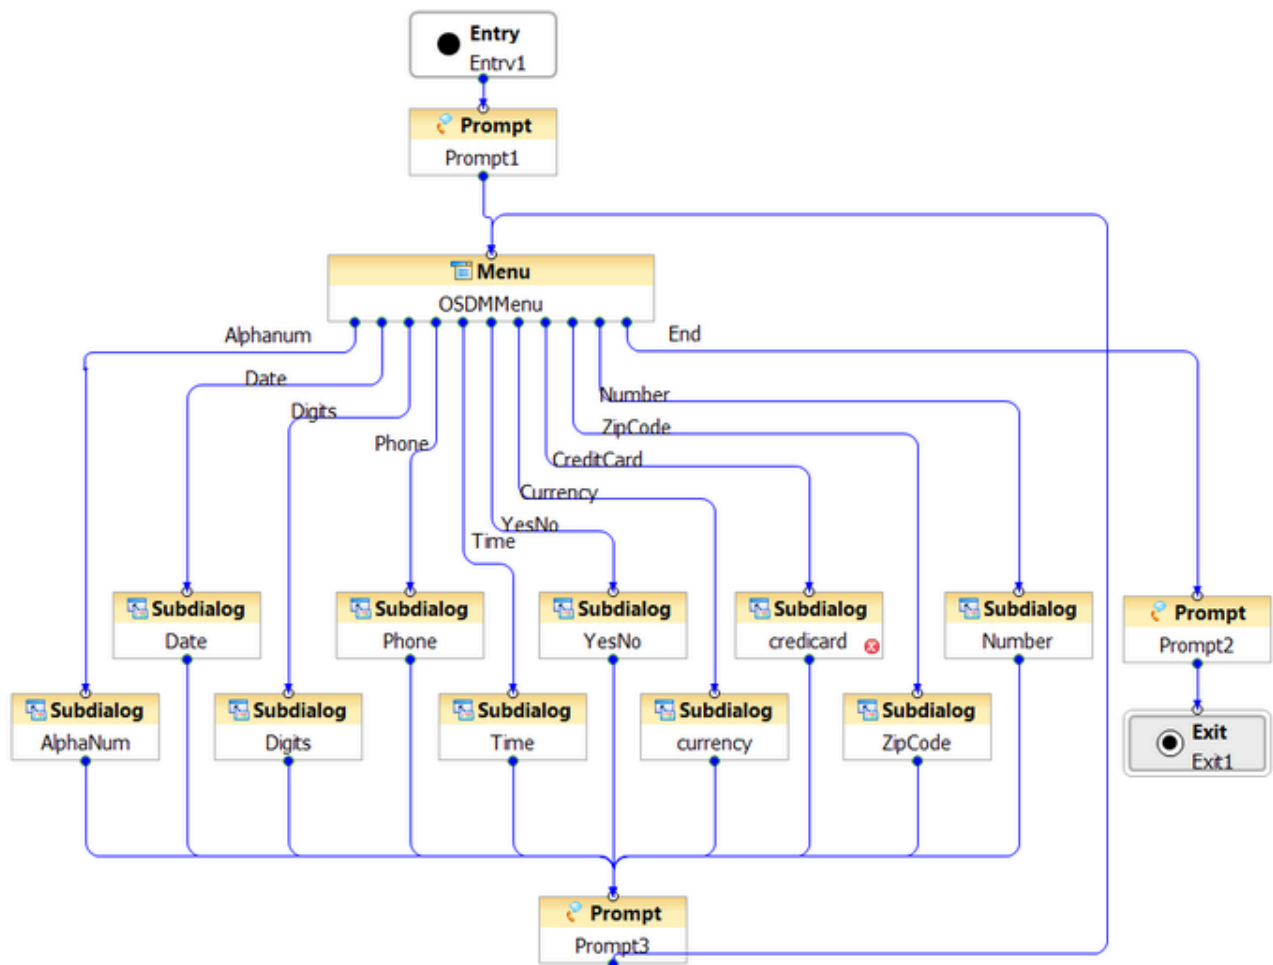 Entry
Entry1
Prompt
Prompt1
Menu
OSDMMenu
Alphanum
End
Date
Number
Digits
ZipCode
Phone
CreditCard
Currency
YesNo
Time
Subdialog
Date
Subdialog
Phone
Subdialog
YesNo
Subdialog
credicard
Subdialog
Number
Prompt
Prompt2
Subdialog
AlphaNum
Subdialog
Digits
Subdialog
Time
Subdialog
currency
Subdialog
ZipCode
Exit
Exit1
Prompt
Prompt3